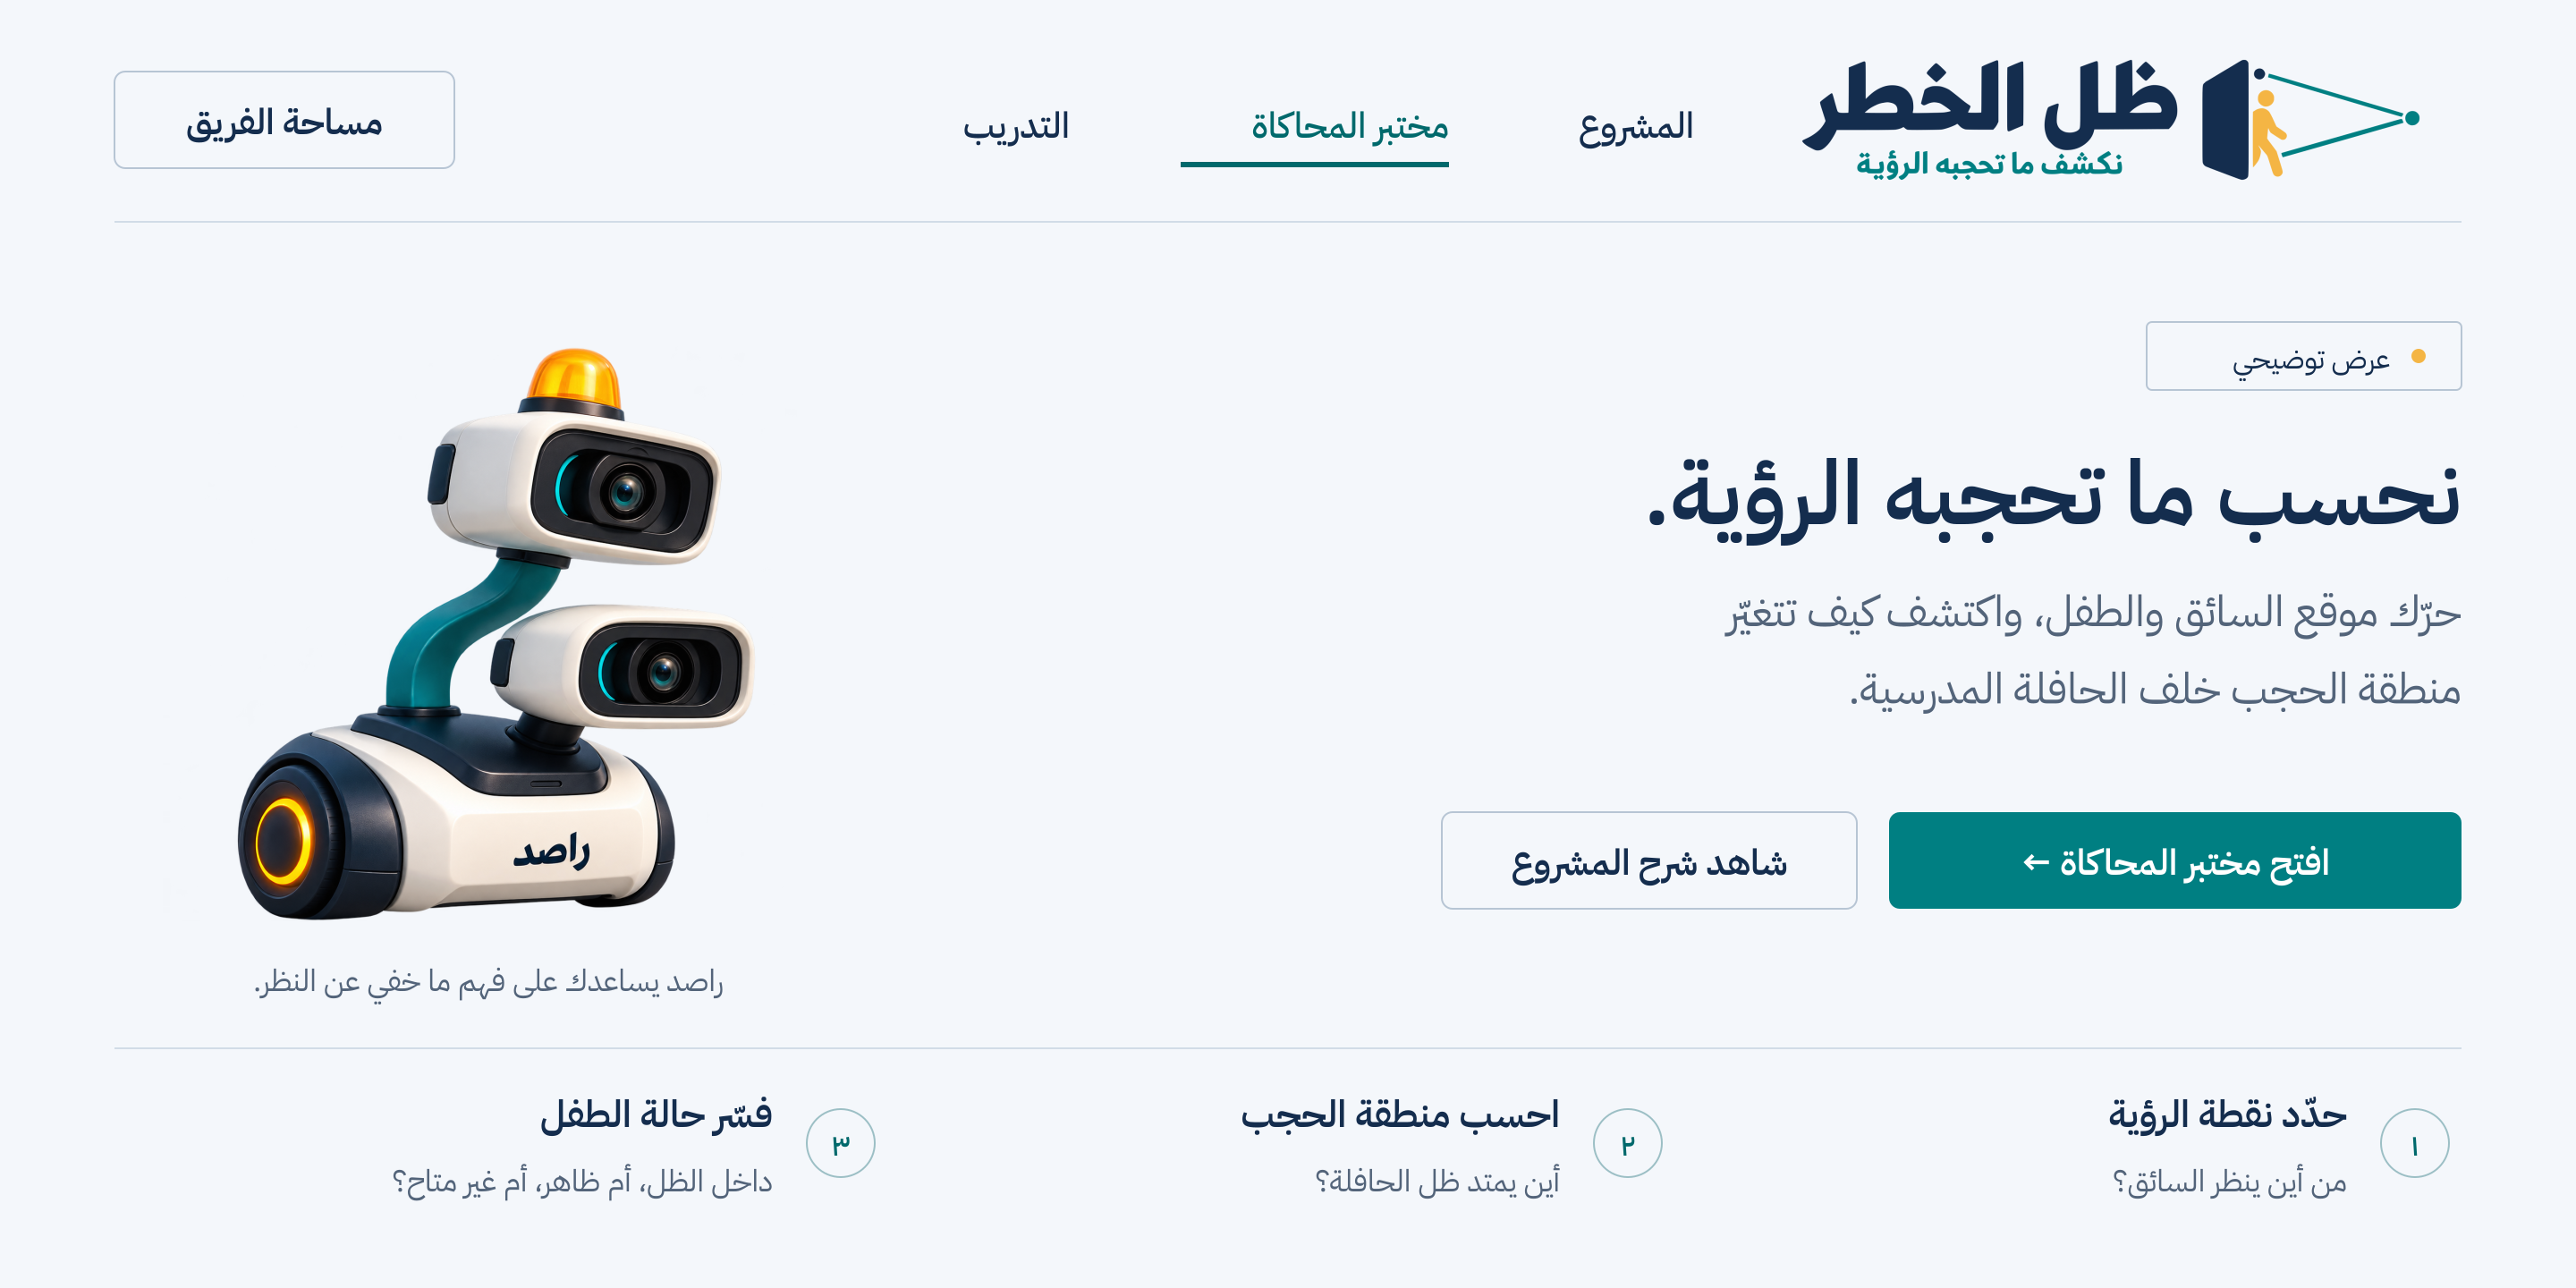 ظل الخطر
نكشف ما تحجبه الرؤية
المشروع
مختبر المحاكاة
التدريب
مساحة الفريق
عرض توضيحي
نحسب ما تحجبه الرؤية.
حرّك موقع السائق والطفل، واكتشف كيف تتغيّر
منطقة الحجب خلف الحافلة المدرسية.
افتح مختبر المحاكاة ←
شاهد شرح المشروع
راصد
راصد يساعدك على فهم ما خفي عن النظر.
١
حدّد نقطة الرؤية
من أين ينظر السائق؟
٢
احسب منطقة الحجب
أين يمتد ظل الحافلة؟
٣
فسّر حالة الطفل
داخل الظل، أم ظاهر، أم غير متاح؟